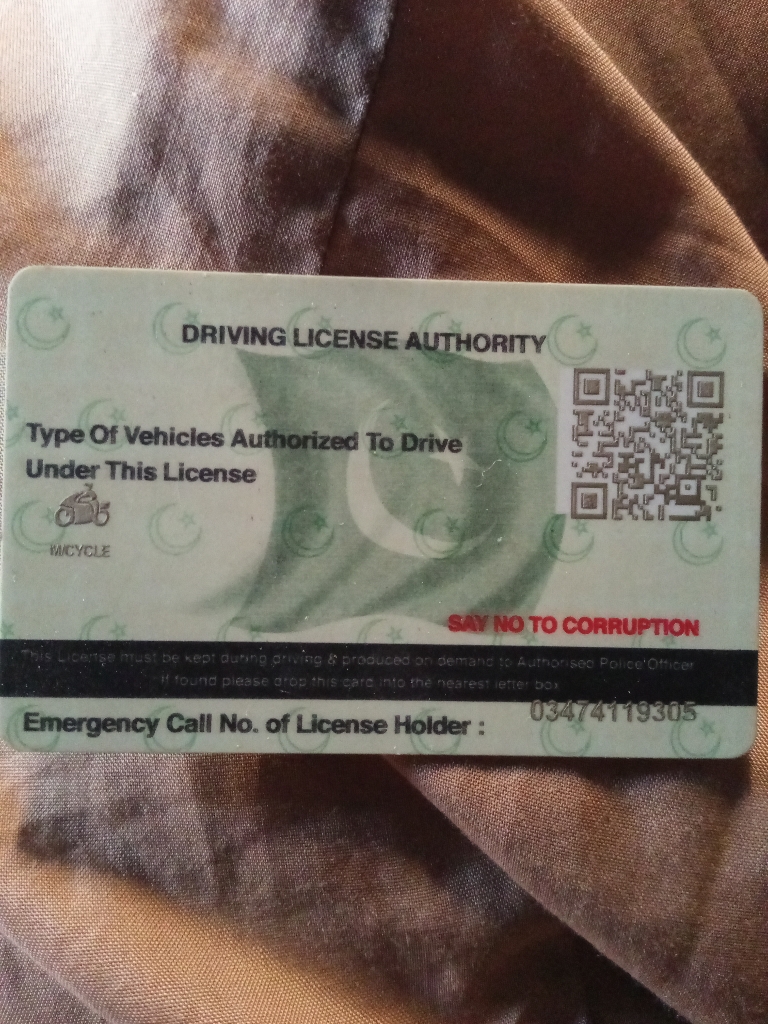 DRIVING LICENSE AUTHORITY
Type Of Vehicles Authorized To Drive
Under This License
M/CYCLE
SAY NO TO CORRUPTION
This License must be kept during driving & produced on demand to Authorised Police Officer
If found please drop this card into the nearest letter box
Emergency Call No. of License Holder : 03474119305